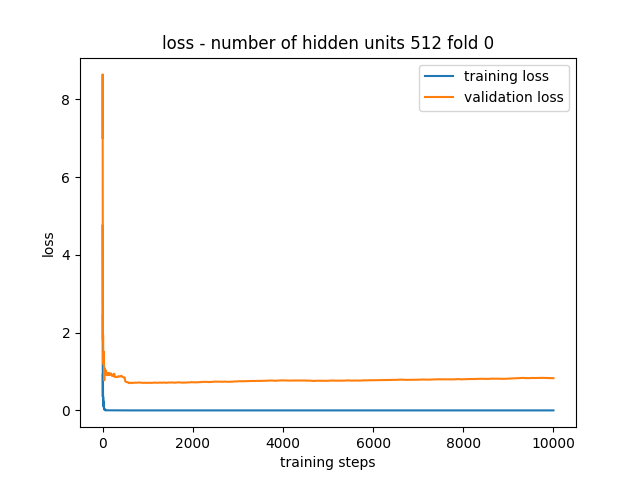 loss - number of hidden units 512 fold 0
training loss
validation loss
loss
8
6
4
2
0
0 2000 4000 6000 8000 10000
training steps